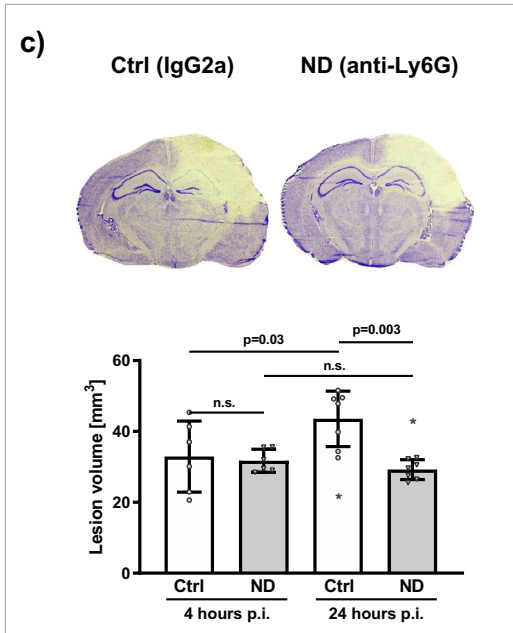 c)
Ctrl (IgG2a) ND (anti-Ly6G)
p=0.003
p=0.03
n.s.
n.s.
Lesion volume [mm³]
60
40
20
0
*
*
Ctrl ND Ctrl ND
4 hours p.i. 24 hours p.i.